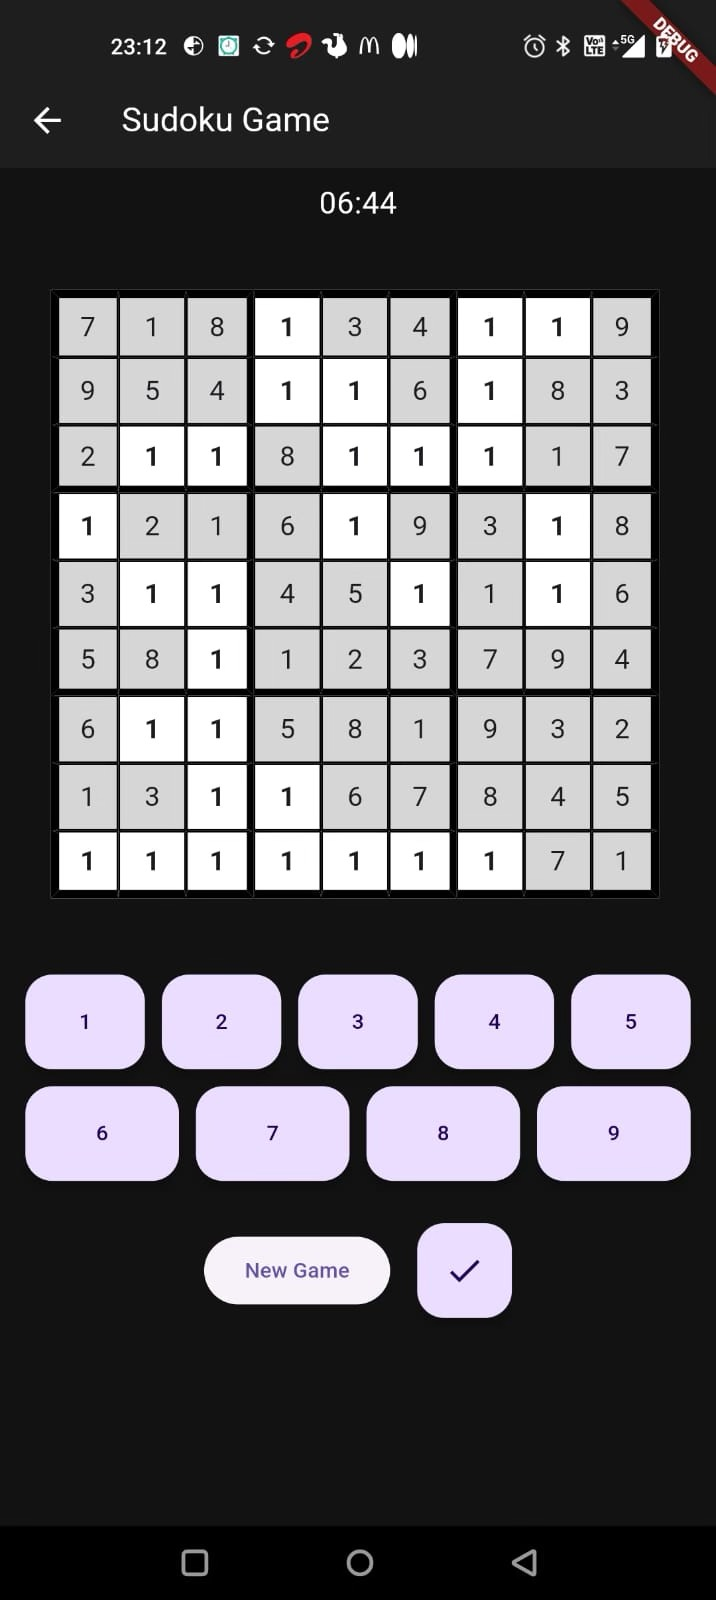 23:12 VoLTE 5G DEBUG
Sudoku Game
06:44
7 1 8 1 3 4 1 1 9
9 5 4 1 1 6 1 8 3
2 1 1 8 1 1 1 1 7
1 2 1 6 1 9 3 1 8
3 1 1 4 5 1 1 1 6
5 8 1 1 2 3 7 9 4
6 1 1 5 8 1 9 3 2
1 3 1 1 6 7 8 4 5
1 1 1 1 1 1 1 7 1
1 2 3 4 5
6 7 8 9
New Game